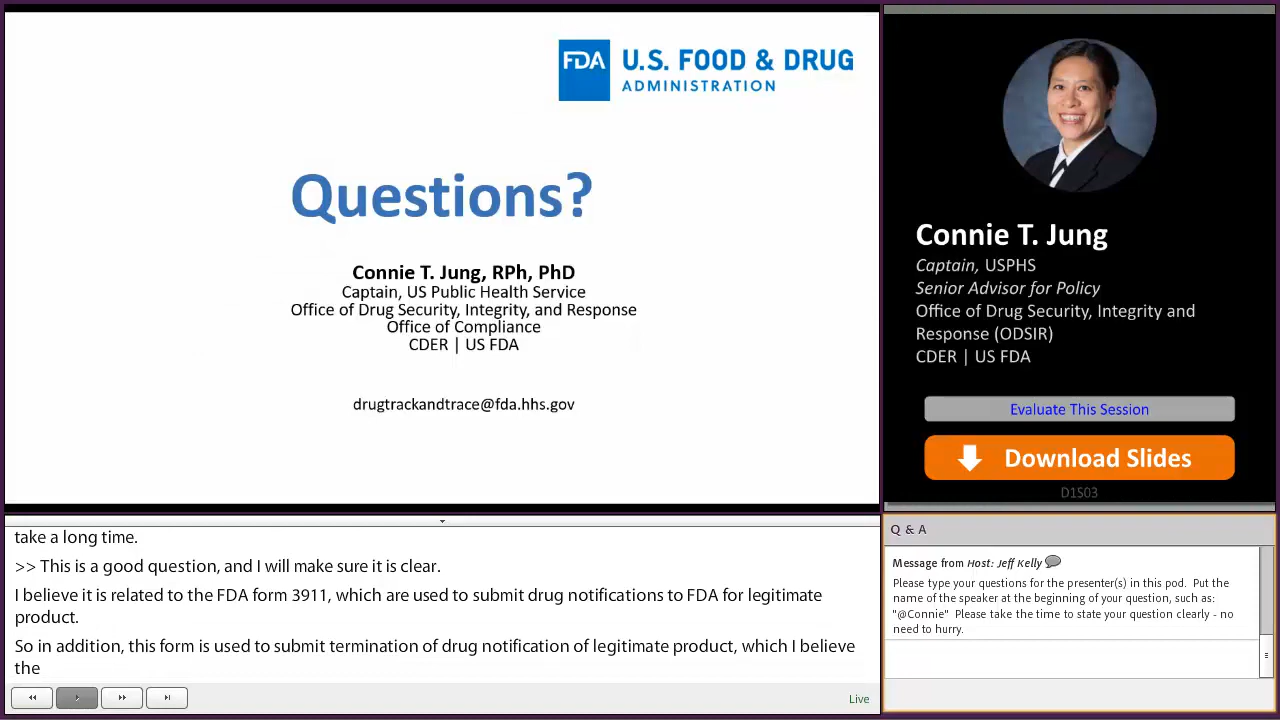 FDA
U.S. FOOD & DRUG
ADMINISTRATION
Questions?
Connie T. Jung, RPh, PhD
Captain, US Public Health Service
Office of Drug Security, Integrity, and Response
Office of Compliance
CDER | US FDA
drugtrackandtrace@fda.hhs.gov
Connie T. Jung
Captain, USPHS
Senior Advisor for Policy
Office of Drug Security, Integrity and
Response (ODSIR)
CDER | US FDA
Evaluate This Session
Download Slides
D1S03
take a long time.
>> This is a good question, and I will make sure it is clear.
I believe it is related to the FDA form 3911, which are used to submit drug notifications to FDA for legitimate
product.
So in addition, this form is used to submit termination of drug notification of legitimate product, which I believe
the
Live
Q & A
Message from Host: Jeff Kelly
Please type your questions for the presenter(s) in this pod. Put the
name of the speaker at the beginning of your question, such as:
"@Connie" Please take the time to state your question clearly - no
need to hurry.